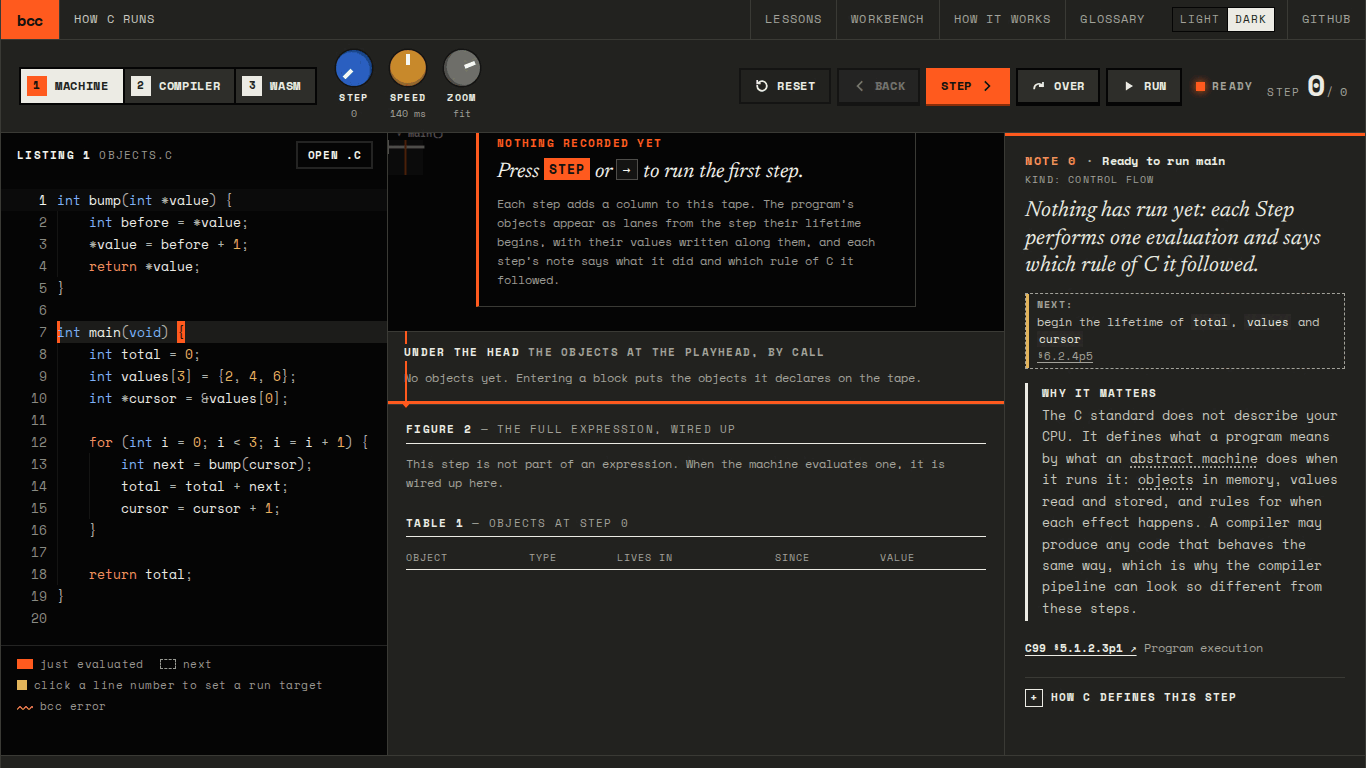 bcc HOW C RUNS LESSONS WORKBENCH HOW IT WORKS GLOSSARY LIGHT DARK GITHUB
1 MACHINE 2 COMPILER 3 WASM
STEP SPEED ZOOM
0 140 ms fit
RESET BACK STEP OVER RUN READY STEP 0 / 0
LISTING 1 OBJECTS.C OPEN .C
1 int bump(int *value) {
2 int before = *value;
3 *value = before + 1;
4 return *value;
5 }
6
7 int main(void) {
8 int total = 0;
9 int values[3] = {2, 4, 6};
10 int *cursor = &values[0];
11
12 for (int i = 0; i < 3; i = i + 1) {
13 int next = bump(cursor);
14 total = total + next;
15 cursor = cursor + 1;
16 }
17
18 return total;
19 }
20
just evaluated next
click a line number to set a run target
bcc error
main
NOTHING RECORDED YET
Press STEP or → to run the first step.
Each step adds a column to this tape. The program's
objects appear as lanes from the step their lifetime
begins, with their values written along them, and each
step's note says what it did and which rule of C it
followed.
UNDER THE HEAD THE OBJECTS AT THE PLAYHEAD, BY CALL
No objects yet. Entering a block puts the objects it declares on the tape.
FIGURE 2 — THE FULL EXPRESSION, WIRED UP
This step is not part of an expression. When the machine evaluates one, it is
wired up here.
TABLE 1 — OBJECTS AT STEP 0
OBJECT TYPE LIVES IN SINCE VALUE
NOTE 0 · Ready to run main
KIND: CONTROL FLOW
Nothing has run yet: each Step
performs one evaluation and says
which rule of C it followed.
NEXT:
begin the lifetime of total, values and
cursor
§6.2.4p5
WHY IT MATTERS
The C standard does not describe your
CPU. It defines what a program means
by what an abstract machine does when
it runs it: objects in memory, values
read and stored, and rules for when
each effect happens. A compiler may
produce any code that behaves the
same way, which is why the compiler
pipeline can look so different from
these steps.
C99 §5.1.2.3p1 ↗ Program execution
+ HOW C DEFINES THIS STEP